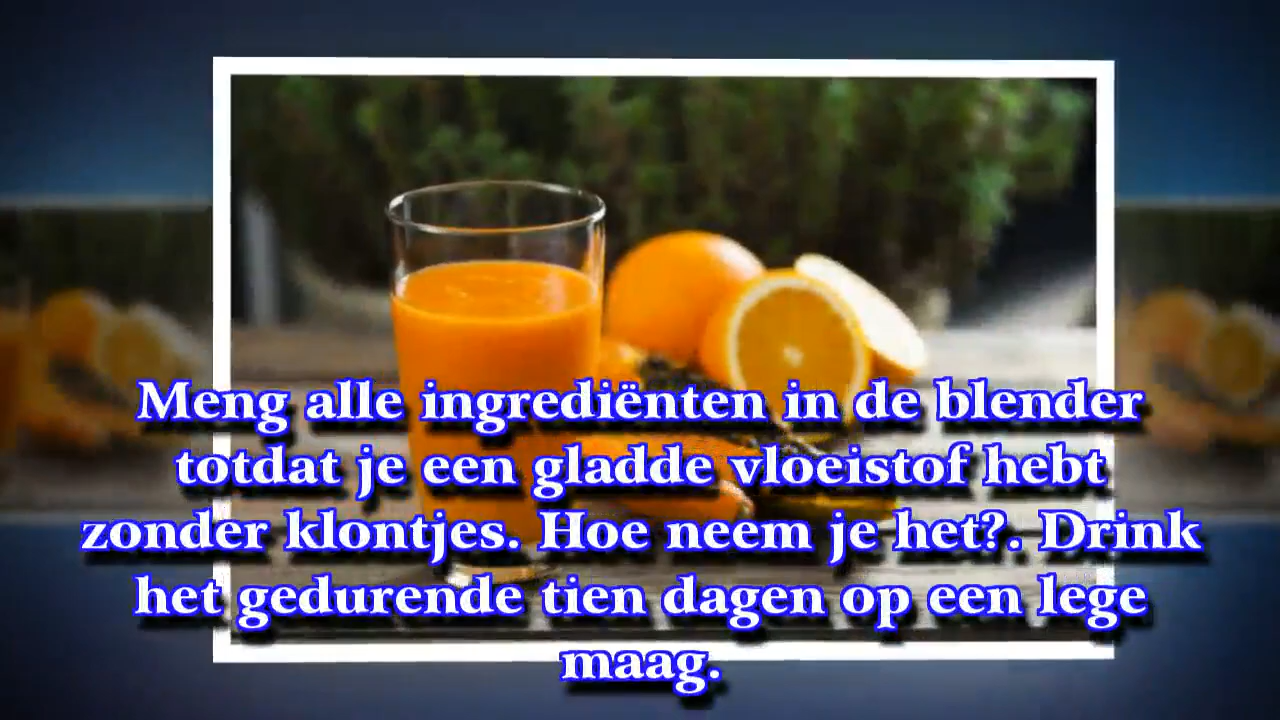 Meng alle ingrediënten in de blender
totdat je een gladde vloeistof hebt
zonder klontjes. Hoe neem je het?. Drink
het gedurende tien dagen op een lege
maag.